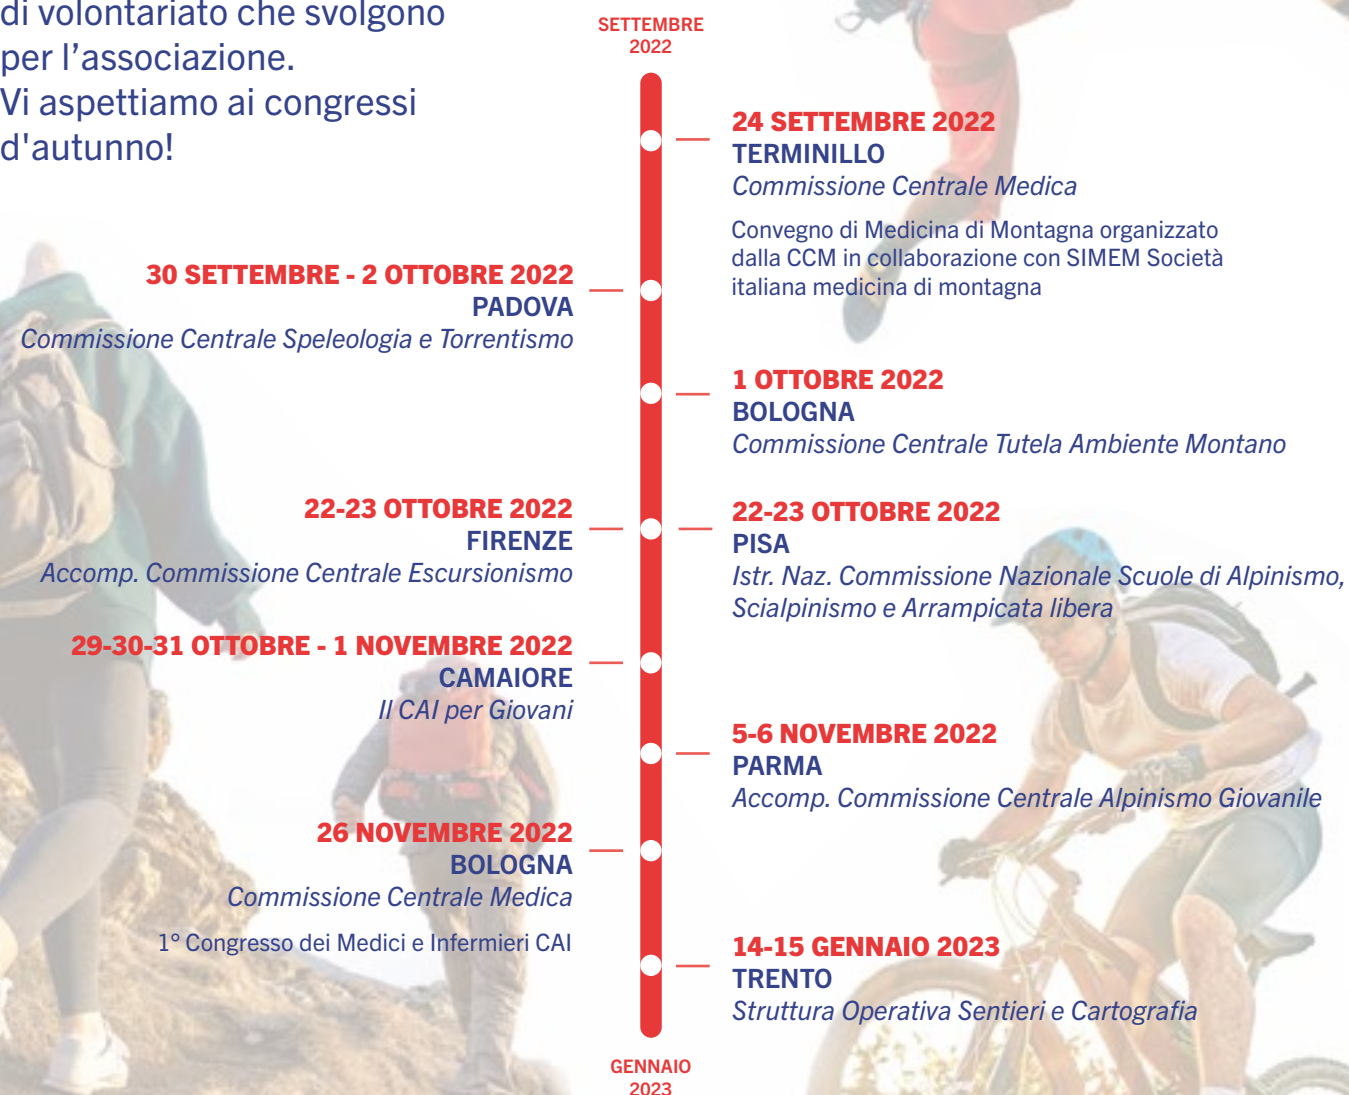 di volontariato che svolgono
per l’associazione.
Vi aspettiamo ai congressi
d'autunno!
SETTEMBRE
2022
24 SETTEMBRE 2022
TERMINILLO
Commissione Centrale Medica
Convegno di Medicina di Montagna organizzato
dalla CCM in collaborazione con SIMEM Società
italiana medicina di montagna
30 SETTEMBRE - 2 OTTOBRE 2022
PADOVA
Commissione Centrale Speleologia e Torrentismo
1 OTTOBRE 2022
BOLOGNA
Commissione Centrale Tutela Ambiente Montano
22-23 OTTOBRE 2022
FIRENZE
Accomp. Commissione Centrale Escursionismo
22-23 OTTOBRE 2022
PISA
Istr. Naz. Commissione Nazionale Scuole di Alpinismo,
Scialpinismo e Arrampicata libera
29-30-31 OTTOBRE - 1 NOVEMBRE 2022
CAMAIORE
Il CAI per Giovani
5-6 NOVEMBRE 2022
PARMA
Accomp. Commissione Centrale Alpinismo Giovanile
26 NOVEMBRE 2022
BOLOGNA
Commissione Centrale Medica
1° Congresso dei Medici e Infermieri CAI
14-15 GENNAIO 2023
TRENTO
Struttura Operativa Sentieri e Cartografia
GENNAIO
2023